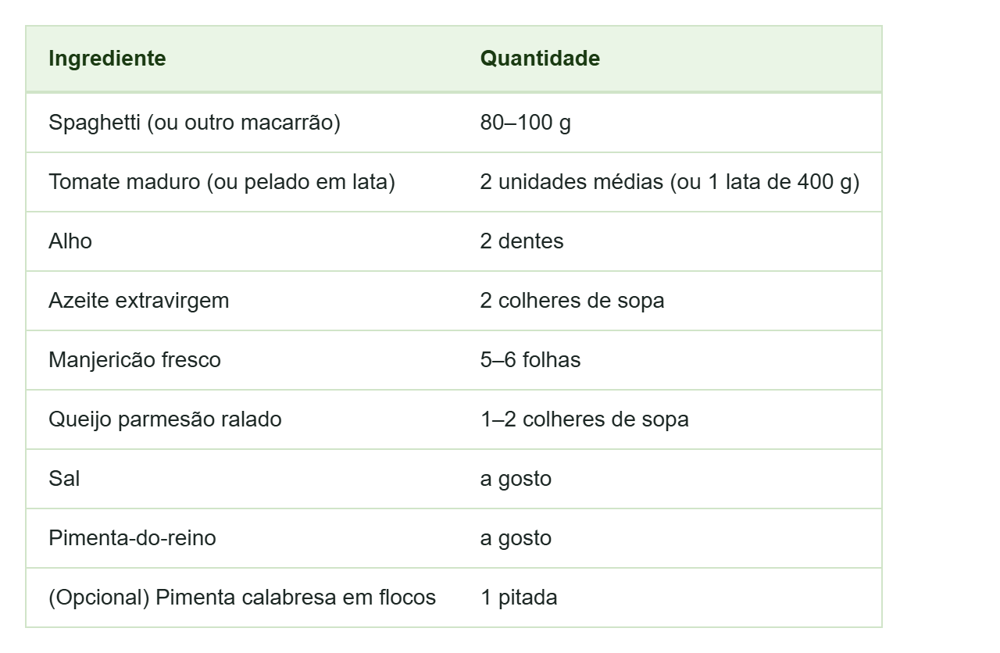 Ingrediente Quantidade
Spaghetti (ou outro macarrão) 80–100 g
Tomate maduro (ou pelado em lata) 2 unidades médias (ou 1 lata de 400 g)
Alho 2 dentes
Azeite extravirgem 2 colheres de sopa
Manjericão fresco 5–6 folhas
Queijo parmesão ralado 1–2 colheres de sopa
Sal a gosto
Pimenta-do-reino a gosto
(Opcional) Pimenta calabresa em flocos 1 pitada